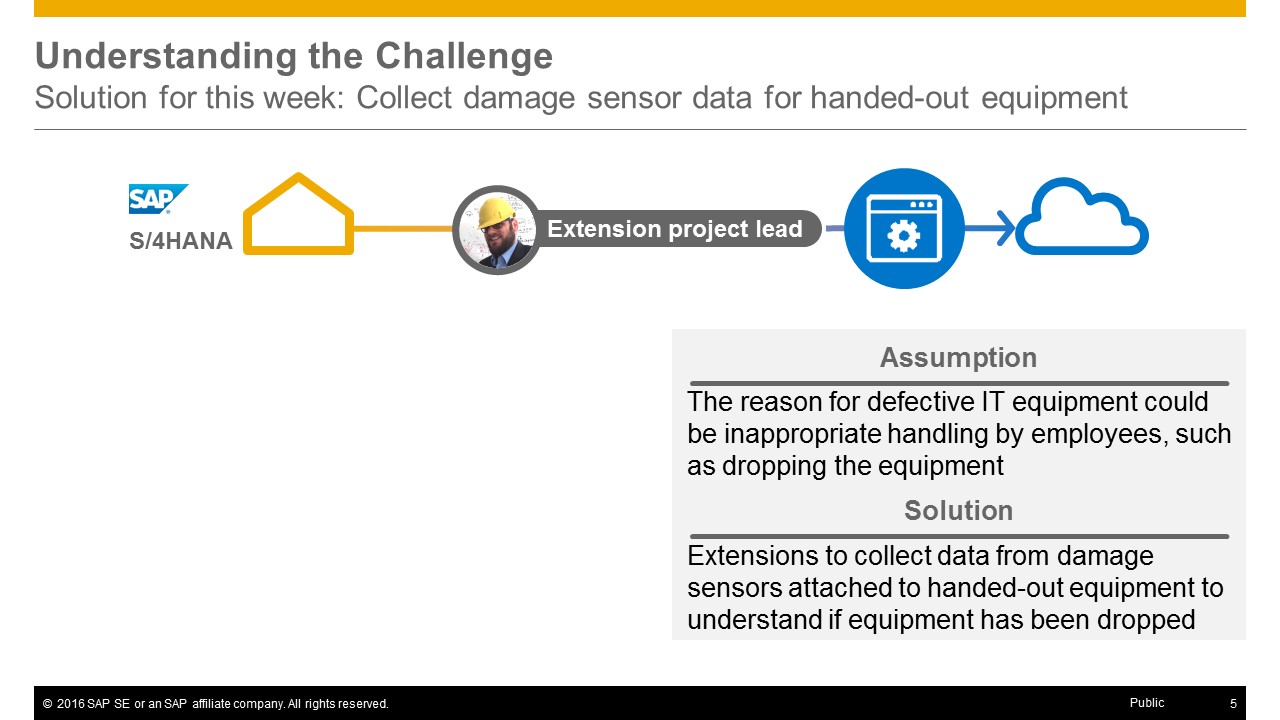 Understanding the Challenge
Solution for this week: Collect damage sensor data for handed-out equipment
SAP
S/4HANA
Extension project lead
Assumption
The reason for defective IT equipment could
be inappropriate handling by employees, such
as dropping the equipment
Solution
Extensions to collect data from damage
sensors attached to handed-out equipment to
understand if equipment has been dropped
© 2016 SAP SE or an SAP affiliate company. All rights reserved.
Public
5